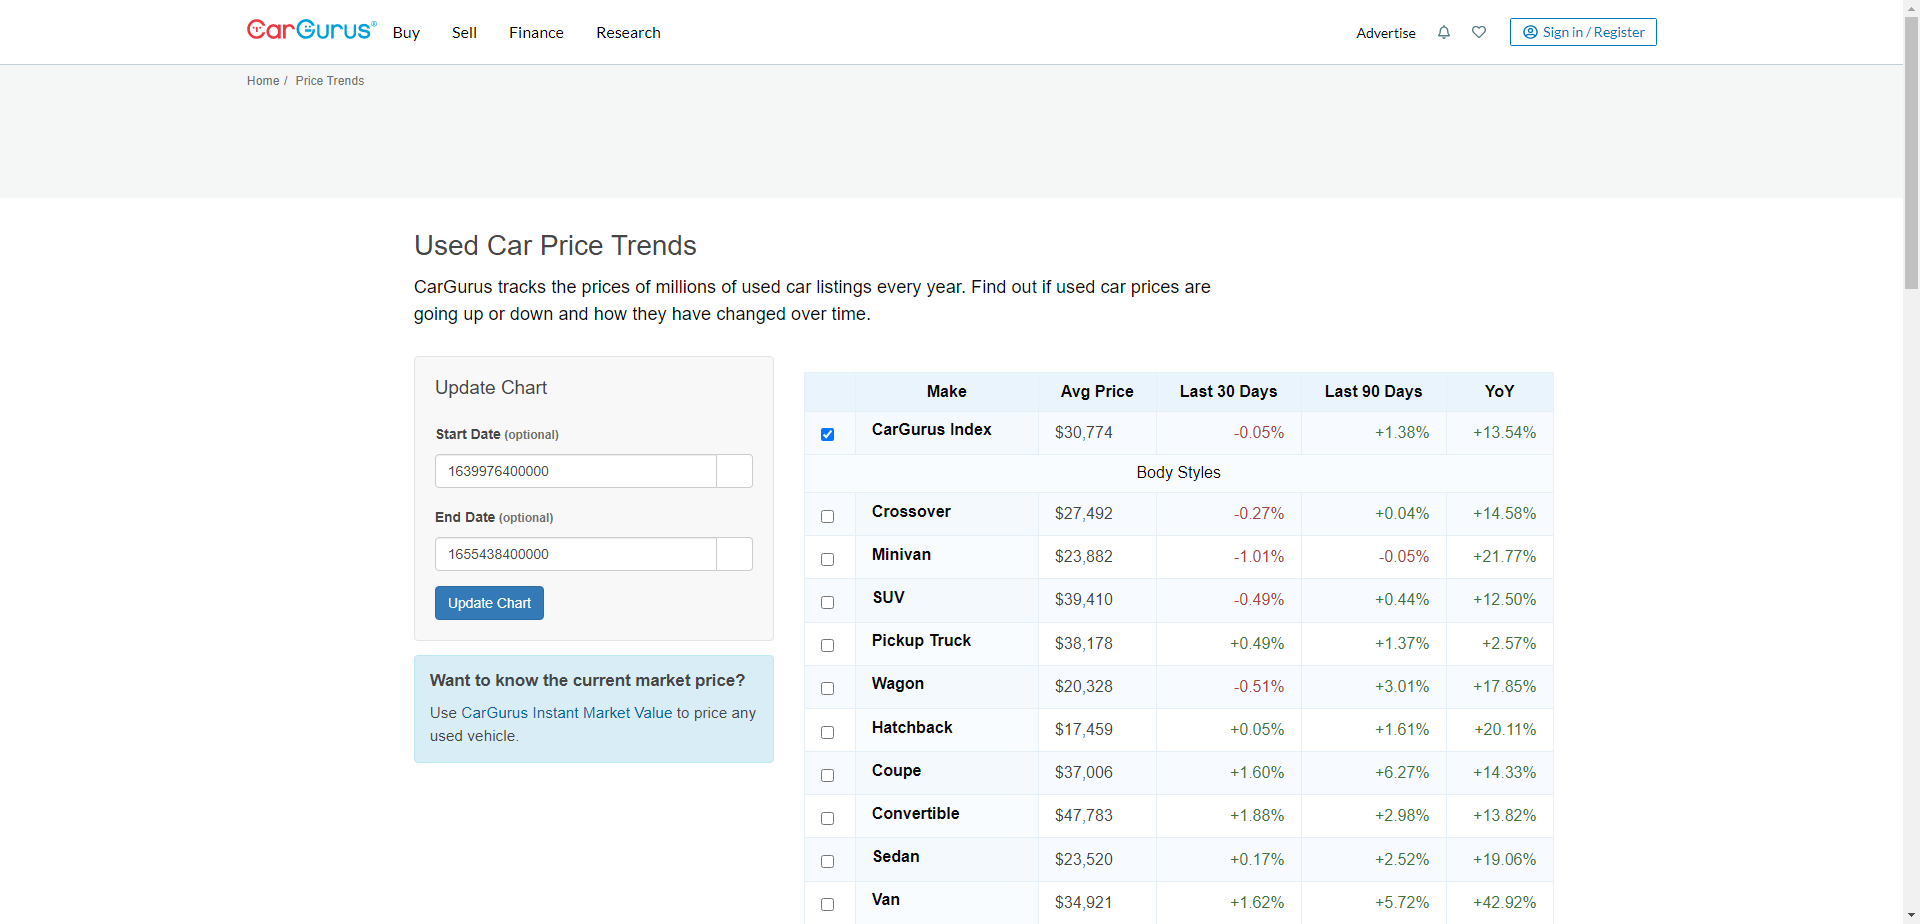 CarGurus®
Buy Sell Finance Research
Advertise
Sign in / Register
Home / Price Trends
Used Car Price Trends
CarGurus tracks the prices of millions of used car listings every year. Find out if used car prices are
going up or down and how they have changed over time.
Update Chart
Start Date (optional)
1639976400000
End Date (optional)
1655438400000
Update Chart
Want to know the current market price?
Use CarGurus Instant Market Value to price any
used vehicle.
Make Avg Price Last 30 Days Last 90 Days YoY
CarGurus Index $30,774 -0.05% +1.38% +13.54%
Body Styles
Crossover $27,492 -0.27% +0.04% +14.58%
Minivan $23,882 -1.01% -0.05% +21.77%
SUV $39,410 -0.49% +0.44% +12.50%
Pickup Truck $38,178 +0.49% +1.37% +2.57%
Wagon $20,328 -0.51% +3.01% +17.85%
Hatchback $17,459 +0.05% +1.61% +20.11%
Coupe $37,006 +1.60% +6.27% +14.33%
Convertible $47,783 +1.88% +2.98% +13.82%
Sedan $23,520 +0.17% +2.52% +19.06%
Van $34,921 +1.62% +5.72% +42.92%